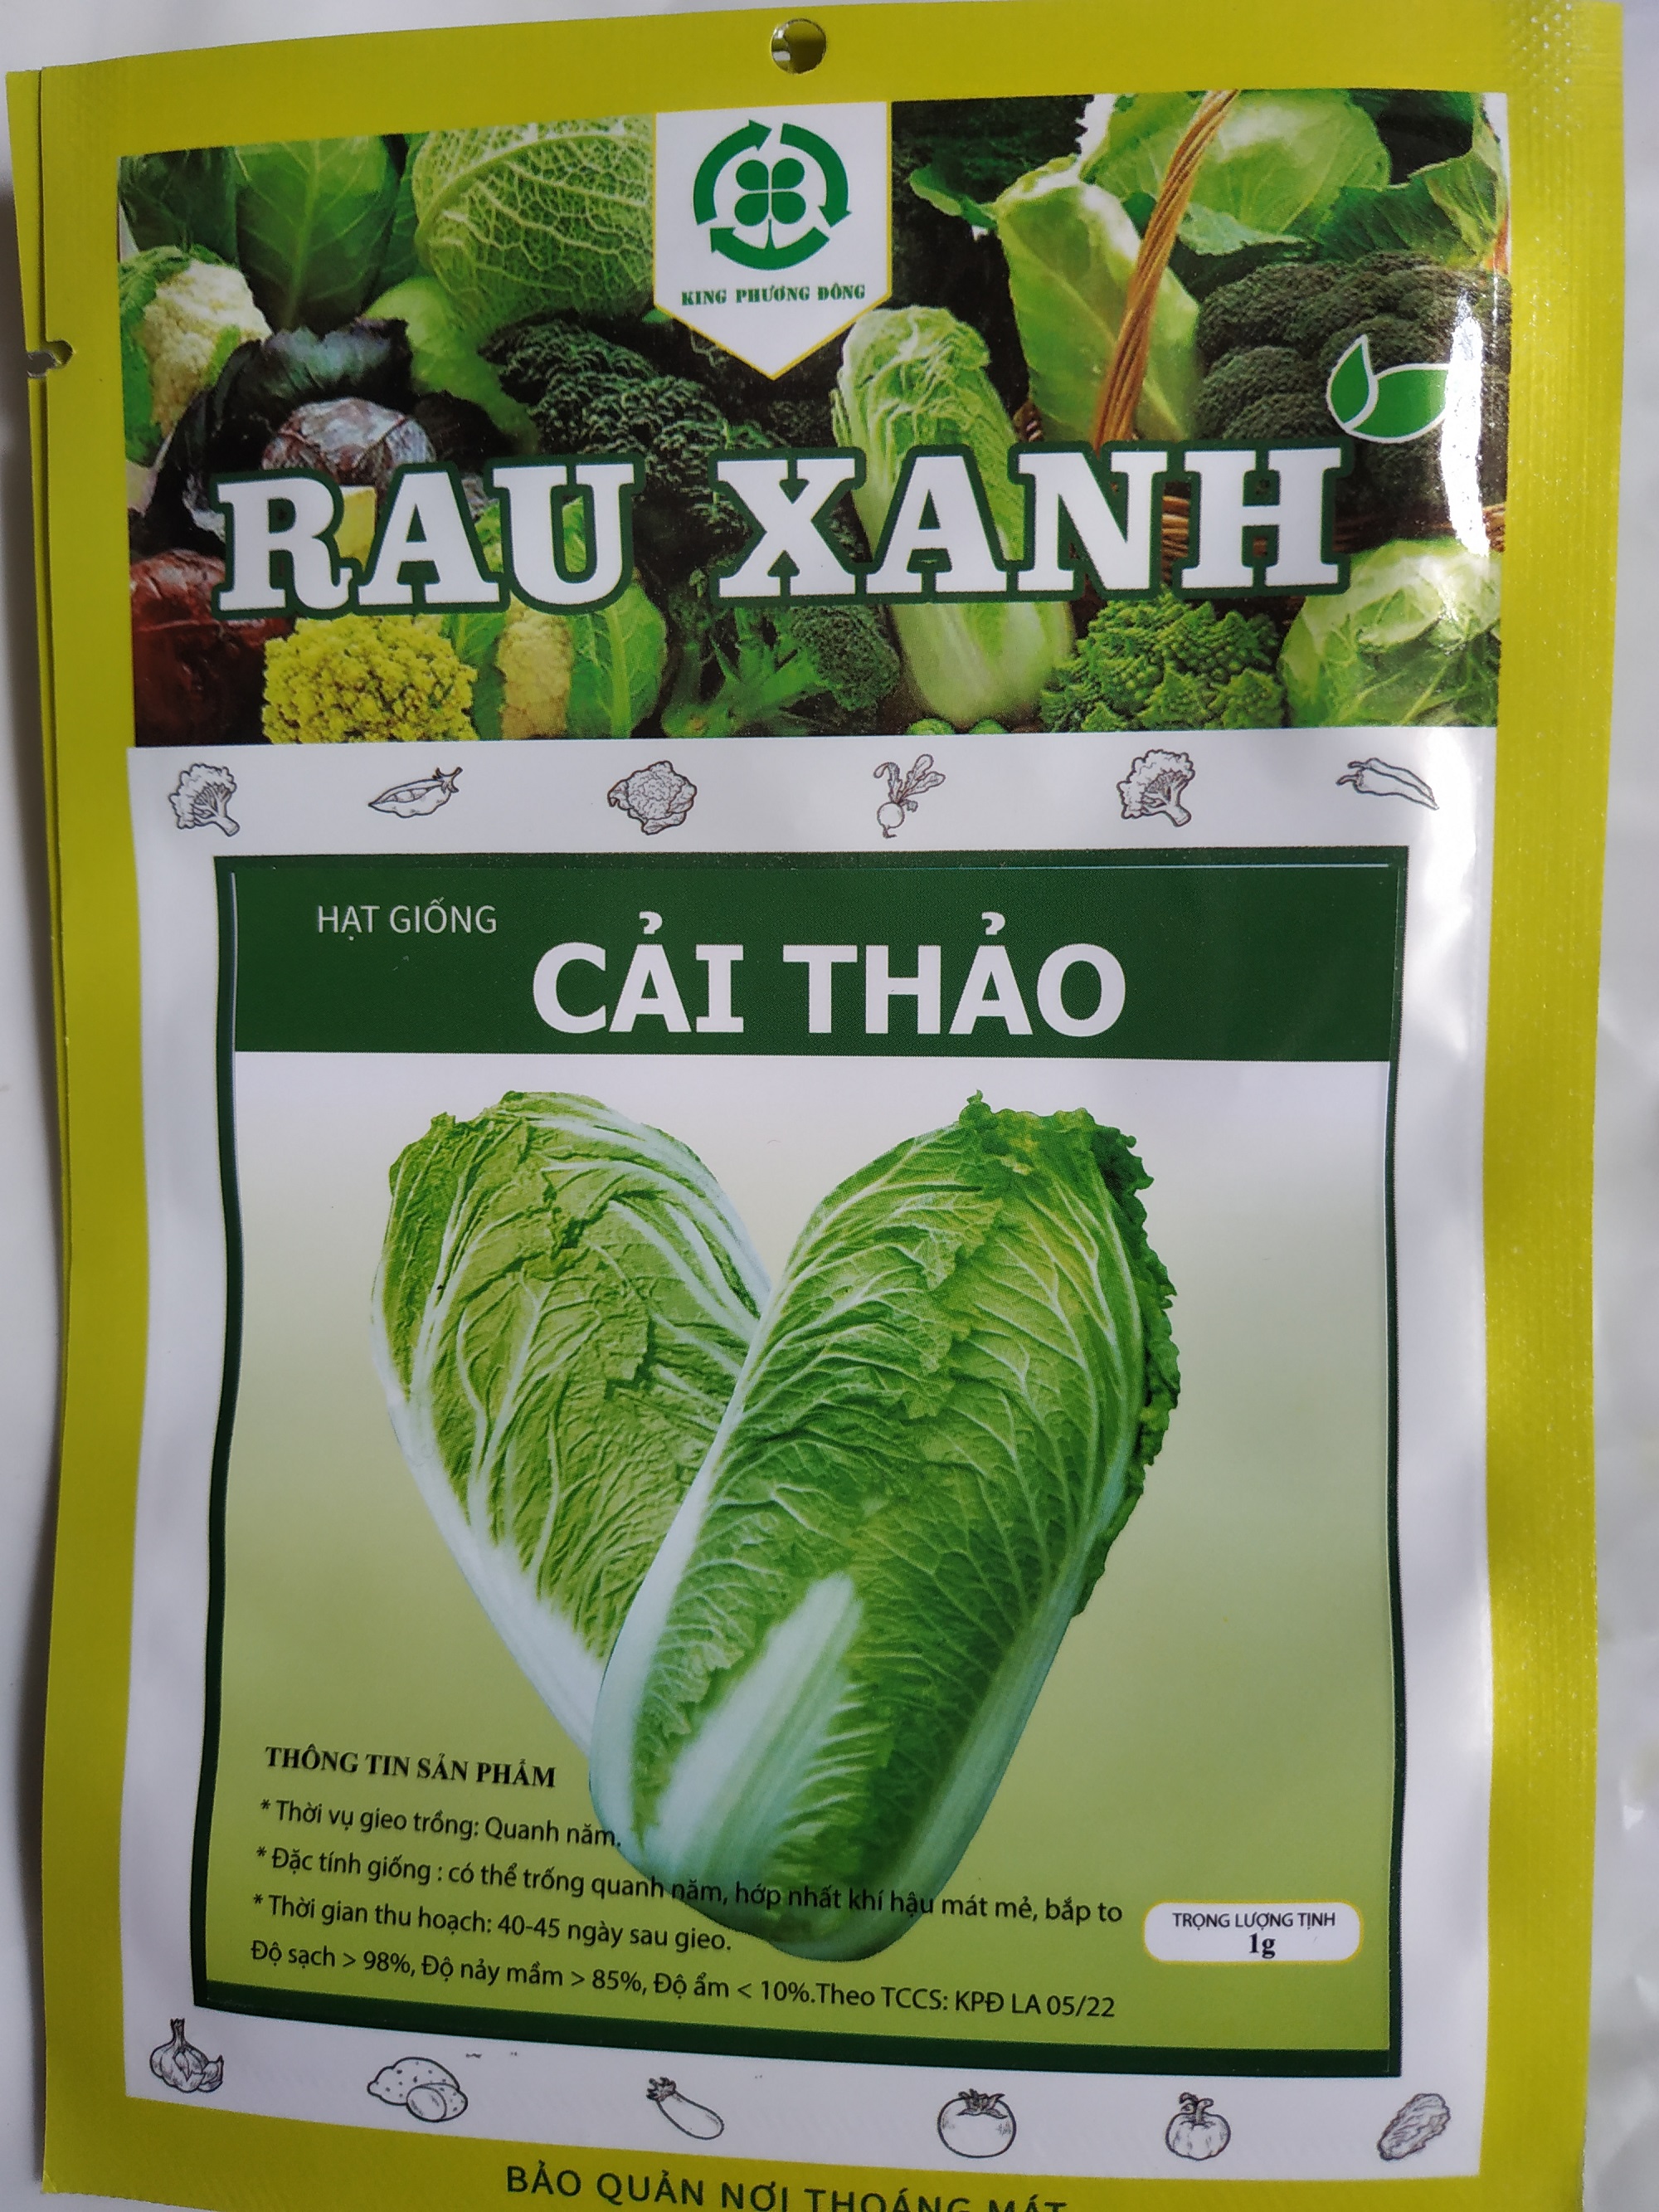 KING PHƯƠNG ĐÔNG
RAU XANH
HẠT GIỐNG
CẢI THẢO
THÔNG TIN SẢN PHẨM
* Thời vụ gieo trồng: Quanh năm.
* Đặc tính giống : có thể trống quanh năm, hớp nhất khí hậu mát mẻ, bắp to
* Thời gian thu hoạch: 40-45 ngày sau gieo.
Độ sạch > 98%, Độ nảy mầm > 85%, Độ ẩm < 10%.Theo TCCS: KPĐ LA 05/22
TRỌNG LƯỢNG TỊNH
1g
BẢO QUẢN NƠI THOÁNG MÁT